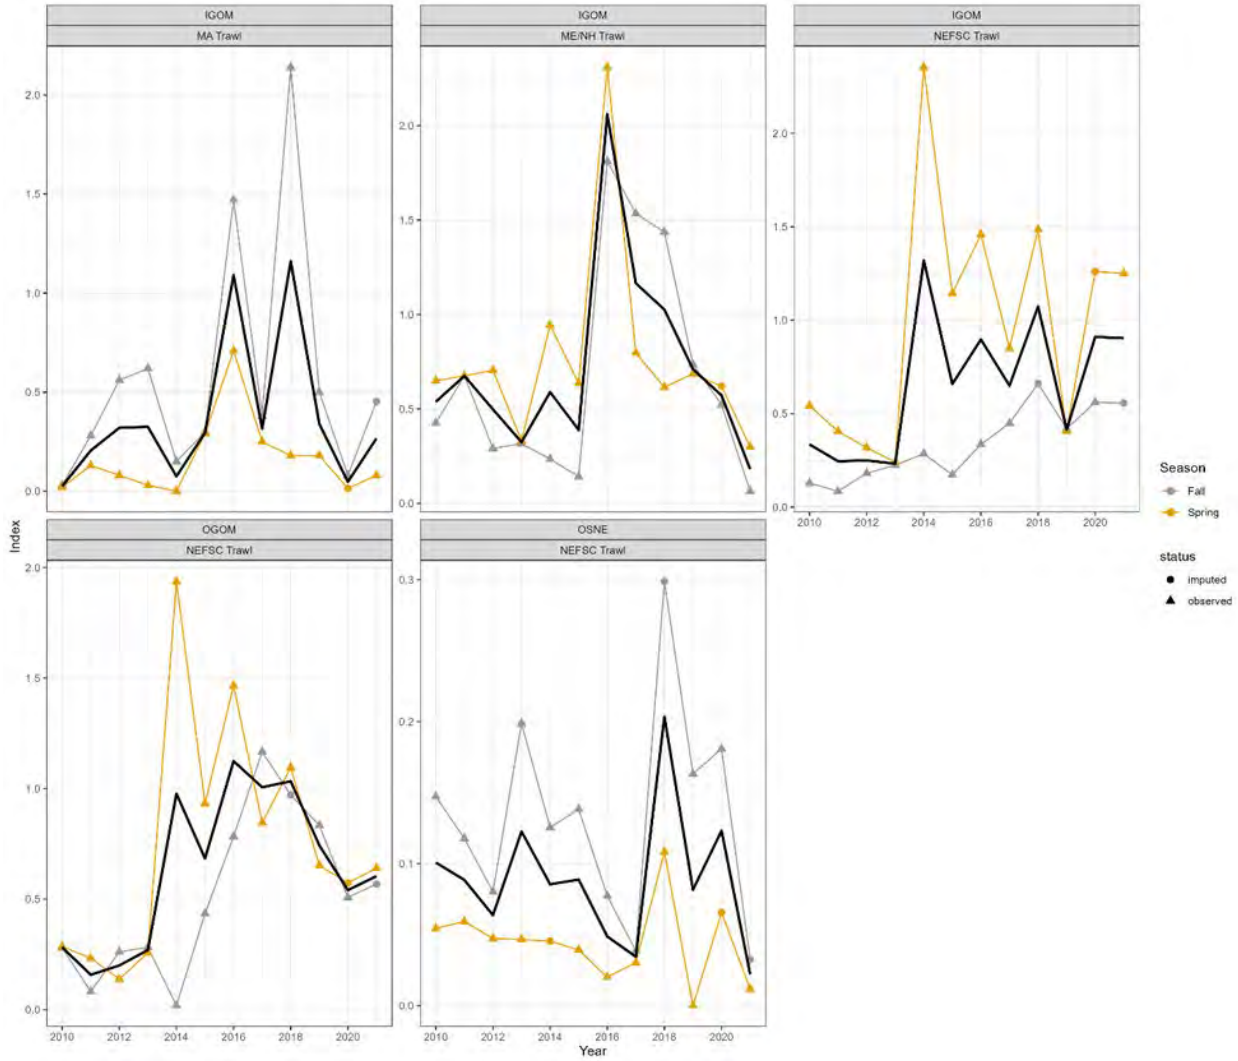 IGOM
MA Trawl
IGOM
ME/NH Trawl
IGOM
NEFSC Trawl
2.0
1.5
1.0
0.5
0.0
2.0
1.5
1.0
0.5
0.0
2.0
1.5
1.0
0.5
0.0
2010 2012 2014 2016 2018 2020
Index
OGOM
NEFSC Trawl
OSNE
NEFSC Trawl
2.0
1.5
1.0
0.5
0.0
0.3
0.2
0.1
0.0
2010 2012 2014 2016 2018 2020
2010 2012 2014 2016 2018 2020
Year
Season
Fall
Spring
status
imputed
observed